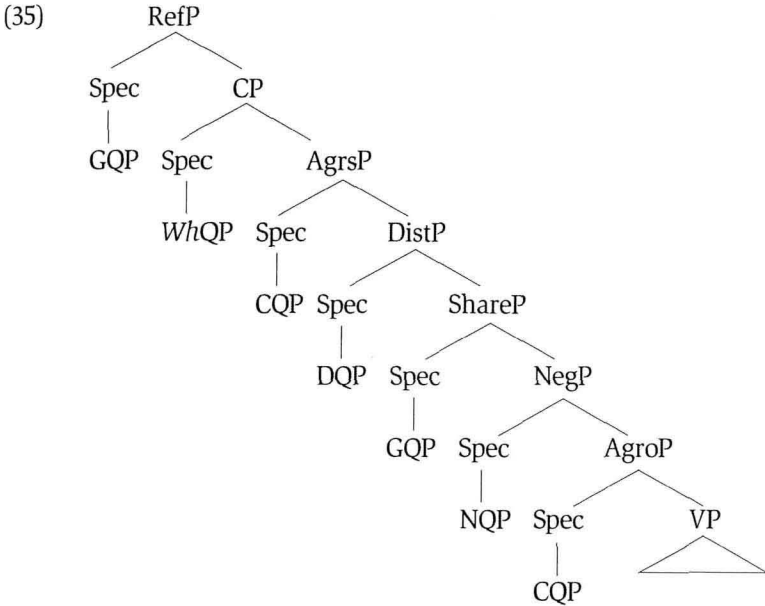 (35) RefP
Spec CP
GQP Spec AgrsP
WhQP Spec DistP
CQP Spec ShareP
DQP Spec NegP
GQP Spec AgroP
NQP Spec VP
CQP